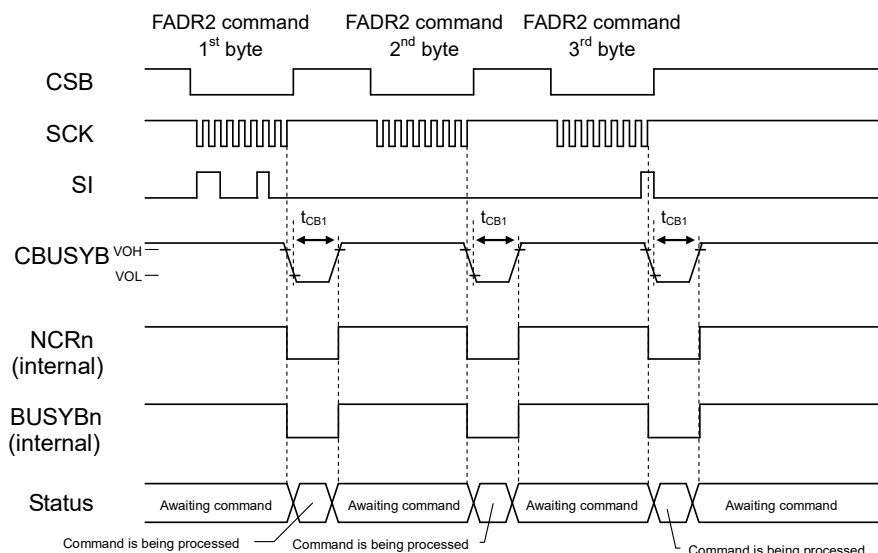 FADR2 command FADR2 command FADR2 command
1st byte 2nd byte 3rd byte
CSB
SCK
SI
tCB1 tCB1 tCB1
CBUSYB VOH
VOL
NCRn
(internal)
BUSYBn
(internal)
Status Awaiting command Awaiting command Awaiting command Awaiting command
Command is being processed Command is being processed Command is being processed